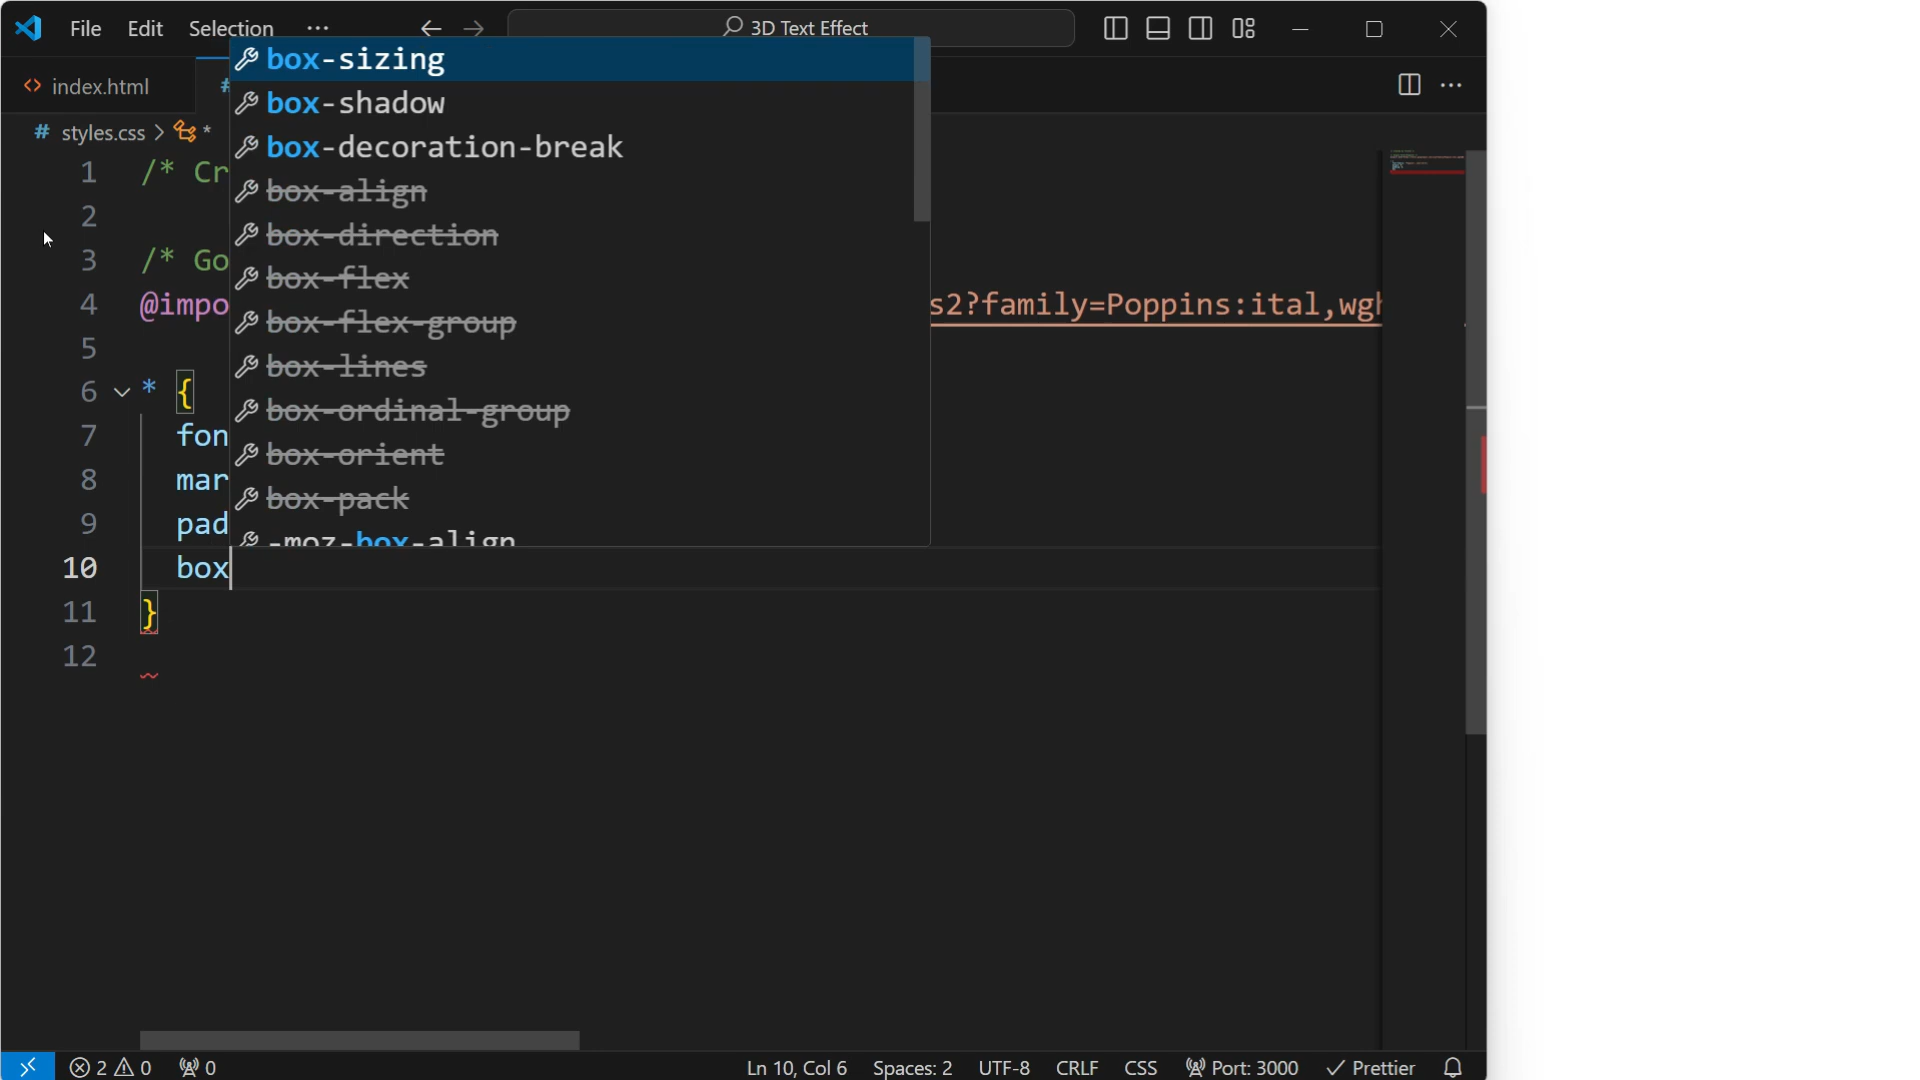 File Edit Selection ··· 3D Text Effect
index.html #
# styles.css > *
box-sizing
box-shadow
box-decoration-break
box-align
box-direction
box-flex
box-flex-group
box-lines
box-ordinal-group
box-orient
box-pack
-moz-box-align
1 /* Cr
2
3 /* Go
4 @impo s2?family=Poppins:ital,wgh
5
6 * {
7 fon
8 mar
9 pad
10 box
11 }
12
2 0 0 Ln 10, Col 6 Spaces: 2 UTF-8 CRLF CSS Port: 3000 Prettier